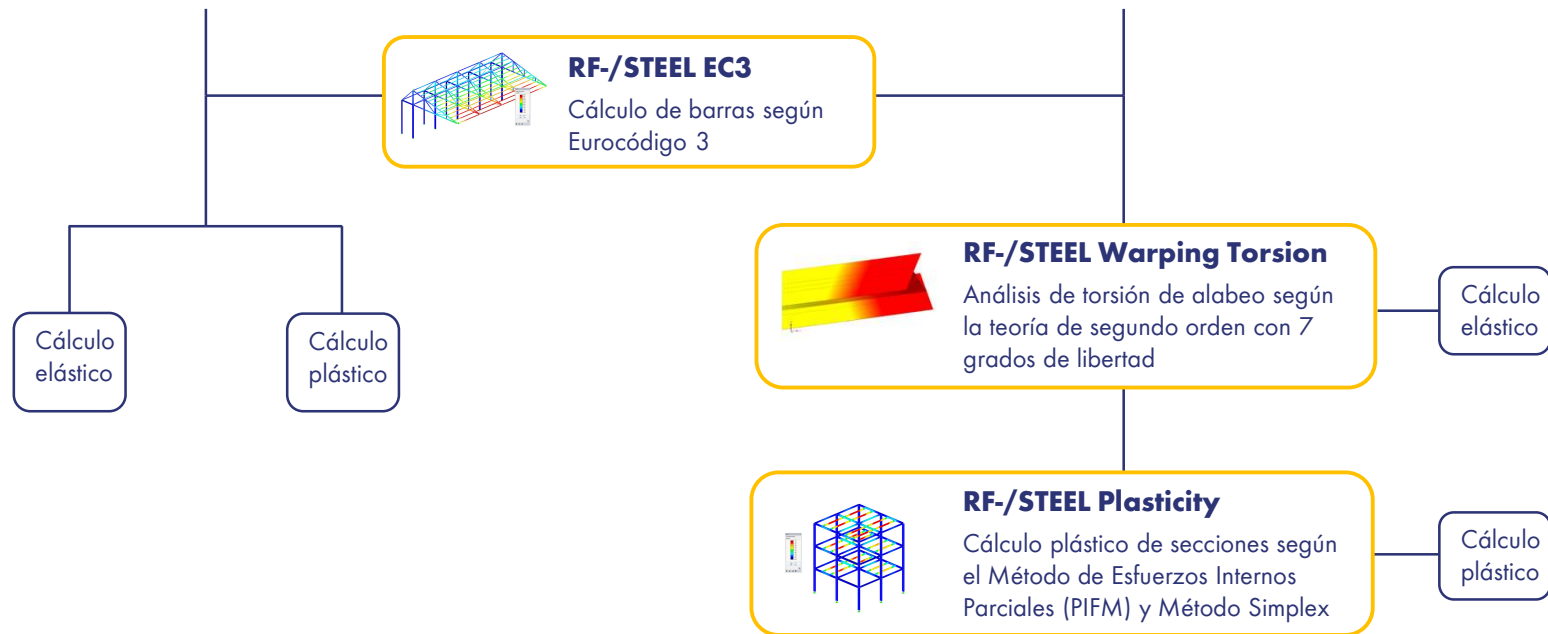 RF-/STEEL EC3
Cálculo de barras según
Eurocódigo 3
RF-/STEEL Warping Torsion
Análisis de torsión de alabeo según
la teoría de segundo orden con 7
grados de libertad
Cálculo
elástico
Cálculo
elástico
Cálculo
plástico
RF-/STEEL Plasticity
Cálculo plástico de secciones según
el Método de Esfuerzos Internos
Parciales (PIFM) y Método Simplex
Cálculo
plástico